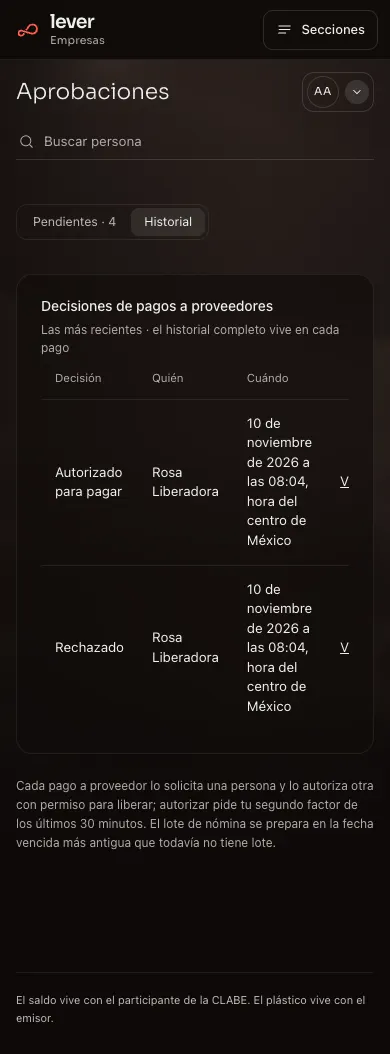 lever
Empresas
Secciones
Aprobaciones
AA
Buscar persona
Pendientes · 4
Historial
Decisiones de pagos a proveedores
Las más recientes · el historial completo vive en cada
pago
Decisión Quién Cuándo
Autorizado
para pagar
Rosa
Liberadora
10 de
noviembre
de 2026 a
las 08:04,
hora del
centro de
México
V
Rechazado
Rosa
Liberadora
10 de
noviembre
de 2026 a
las 08:04,
hora del
centro de
México
V
Cada pago a proveedor lo solicita una persona y lo autoriza otra
con permiso para liberar; autorizar pide tu segundo factor de
los últimos 30 minutos. El lote de nómina se prepara en la fecha
vencida más antigua que todavía no tiene lote.
El saldo vive con el participante de la CLABE. El plástico vive con el
emisor.